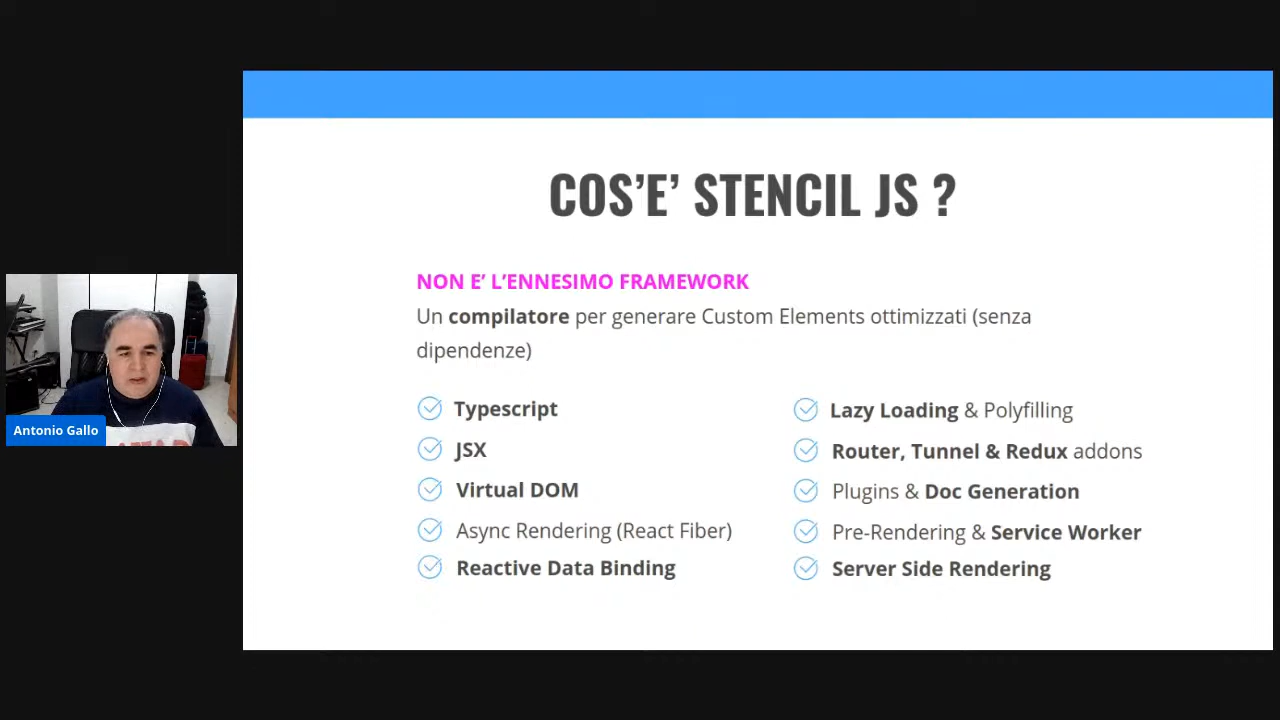 COS’E’ STENCIL JS ?
NON E’ L’ENNESIMO FRAMEWORK
Un compilatore per generare Custom Elements ottimizzati (senza
dipendenze)
Typescript
JSX
Virtual DOM
Async Rendering (React Fiber)
Reactive Data Binding
Lazy Loading & Polyfilling
Router, Tunnel & Redux addons
Plugins & Doc Generation
Pre-Rendering & Service Worker
Server Side Rendering
Antonio Gallo